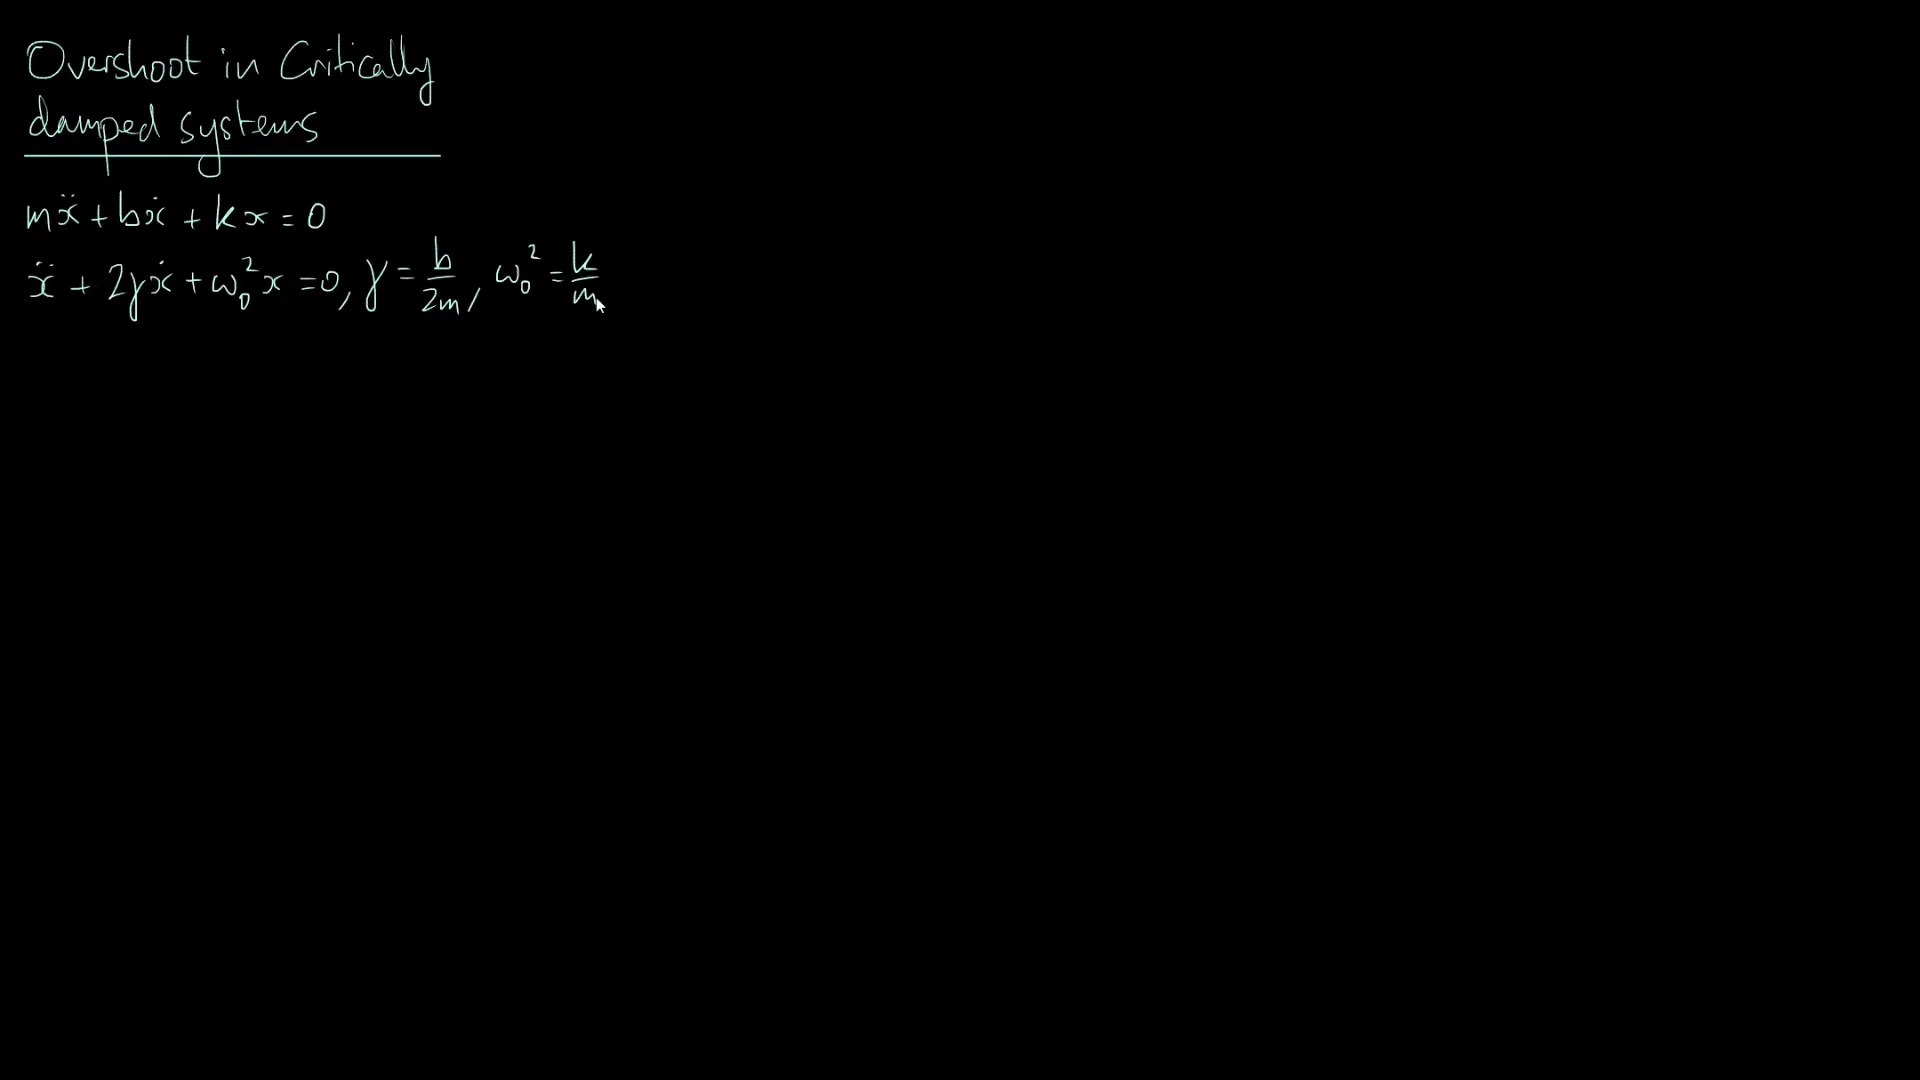 Overshoot in Critically
damped systems
mẍ + bẋ + kx = 0
ẍ + 2γẋ + ω₀²x = 0, γ = b/2m, ω₀² = k/m